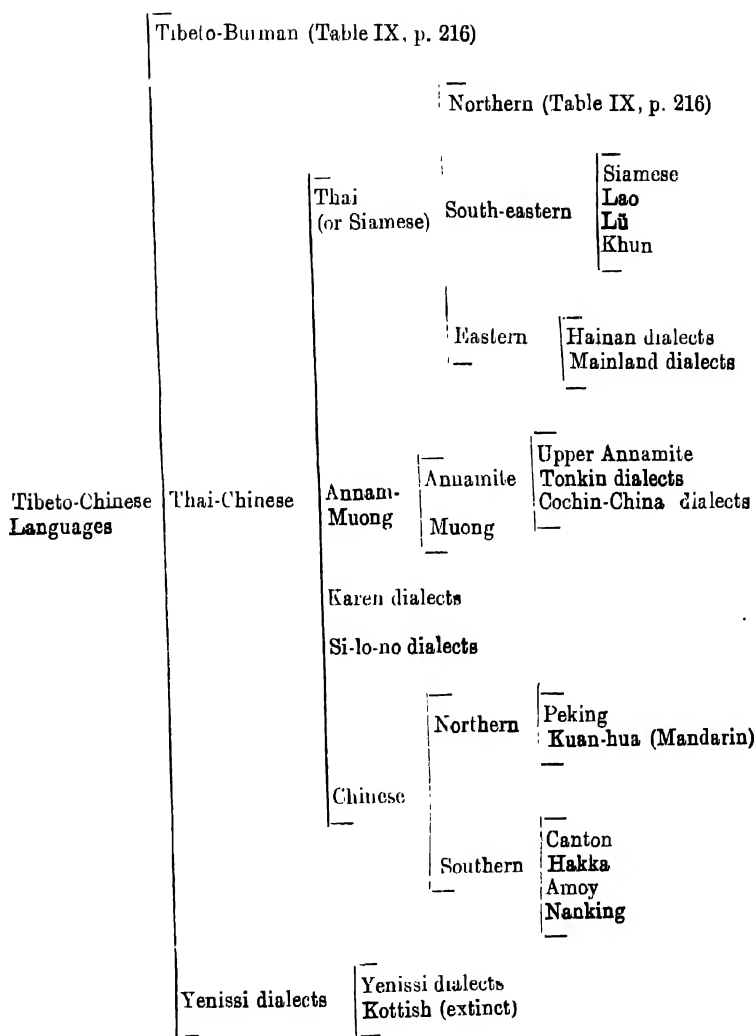 Tibeto-Burman (Table IX, p. 216)
Northern (Table IX, p. 216)
Thai
(or Siamese)
South-eastern
Siamese
Lao
Lü
Khun
Eastern
Hainan dialects
Mainland dialects
Tibeto-Chinese
Languages
Thai-Chinese
Annam-
Muong
Annamite
Upper Annamite
Tonkin dialects
Cochin-China dialects
Muong
Karen dialects
Si-lo-no dialects
Chinese
Northern
Peking
Kuan-hua (Mandarin)
Southern
Canton
Hakka
Amoy
Nanking
Yenissi dialects
Yenissi dialects
Kottish (extinct)